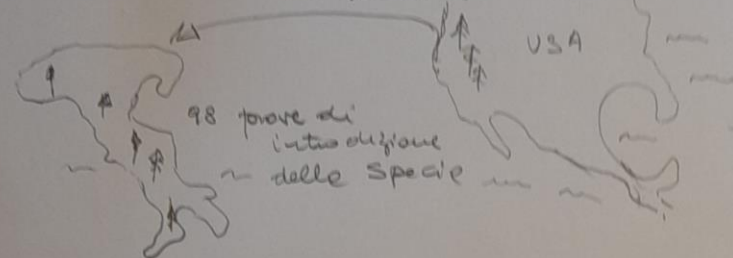 USA
98 prove di
introduzione
delle specie